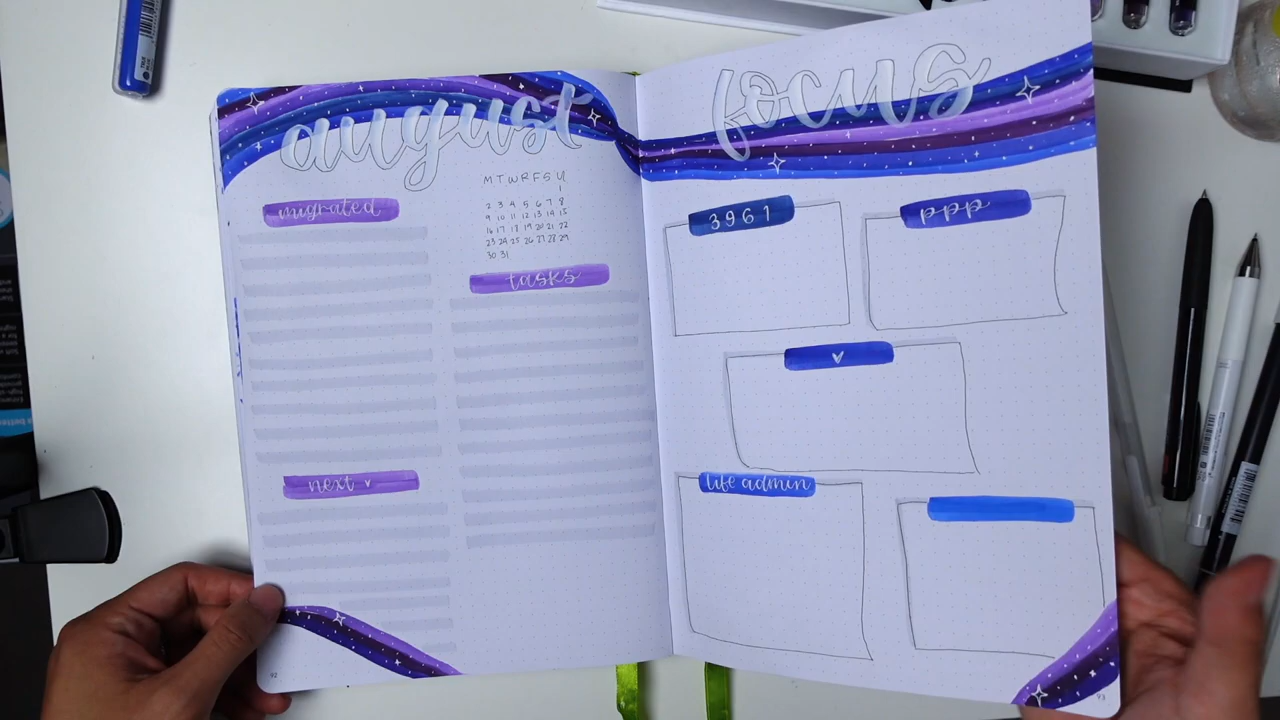 august
migrated
M T W R F S U
1
2 3 4 5 6 7 8
9 10 11 12 13 14 15
16 17 18 19 20 21 22
23 24 25 26 27 28 29
30 31
tasks
next
92
focus
3961
ppp
life admin
93